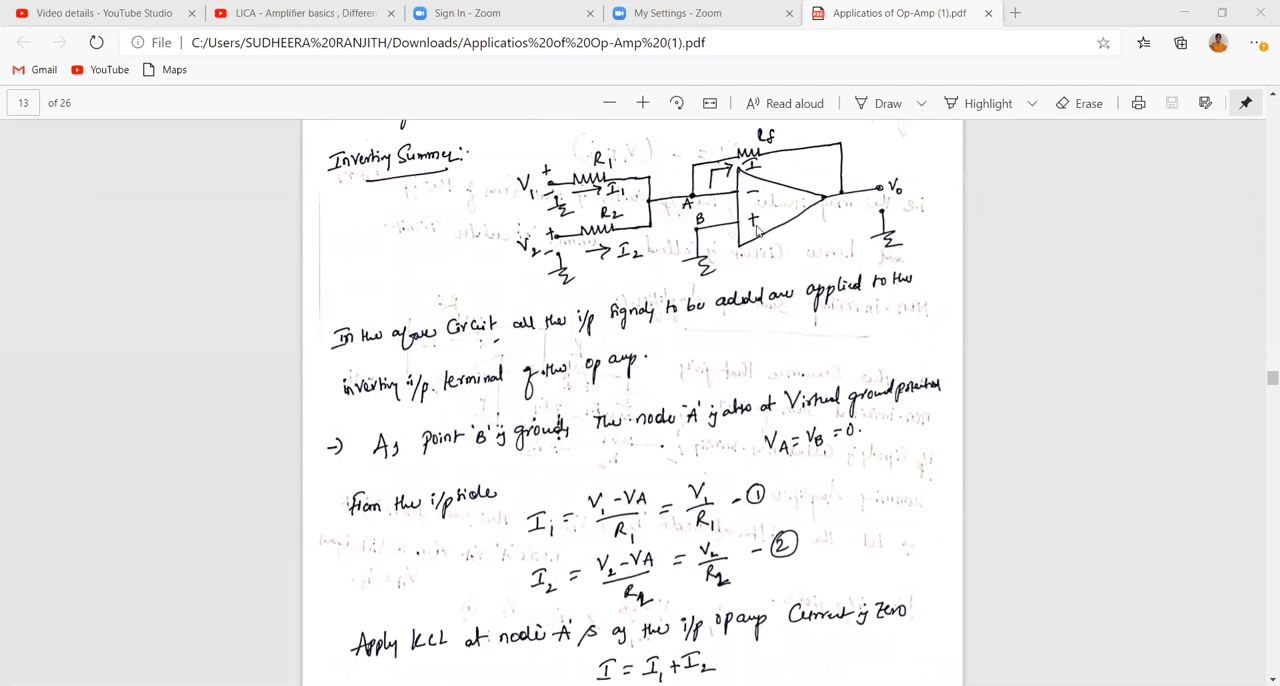 Video details - YouTube Studio
LICA - Amplifier basics , Differen
Sign In - Zoom
My Settings - Zoom
Applicatios of Op-Amp (1).pdf
File
C:/Users/SUDHEERA%20RANJITH/Downloads/Applicatios%20of%20Op-Amp%20(1).pdf
Gmail
YouTube
Maps
13 of 26
Read aloud
Draw
Highlight
Erase
Inverting Summer:-
Rf
R1
V1 + -
I1
I
A
-
Vo
R2
B
+
V2 + -
I2
In the above Circuit all the i/p Signals to be added are applied to the
inverting i/p terminal of the op amp.
→ As point 'B' is ground, The node 'A' is also at Virtual ground potential
VA = VB = 0.
From the i/p side
I1 = V1 - VA / R1 = V1 / R1 - ①
I2 = V2 - VA / R2 = V2 / R2 - ②
Apply KCL at node 'A' of the i/p op amp Current is zero
I = I1 + I2